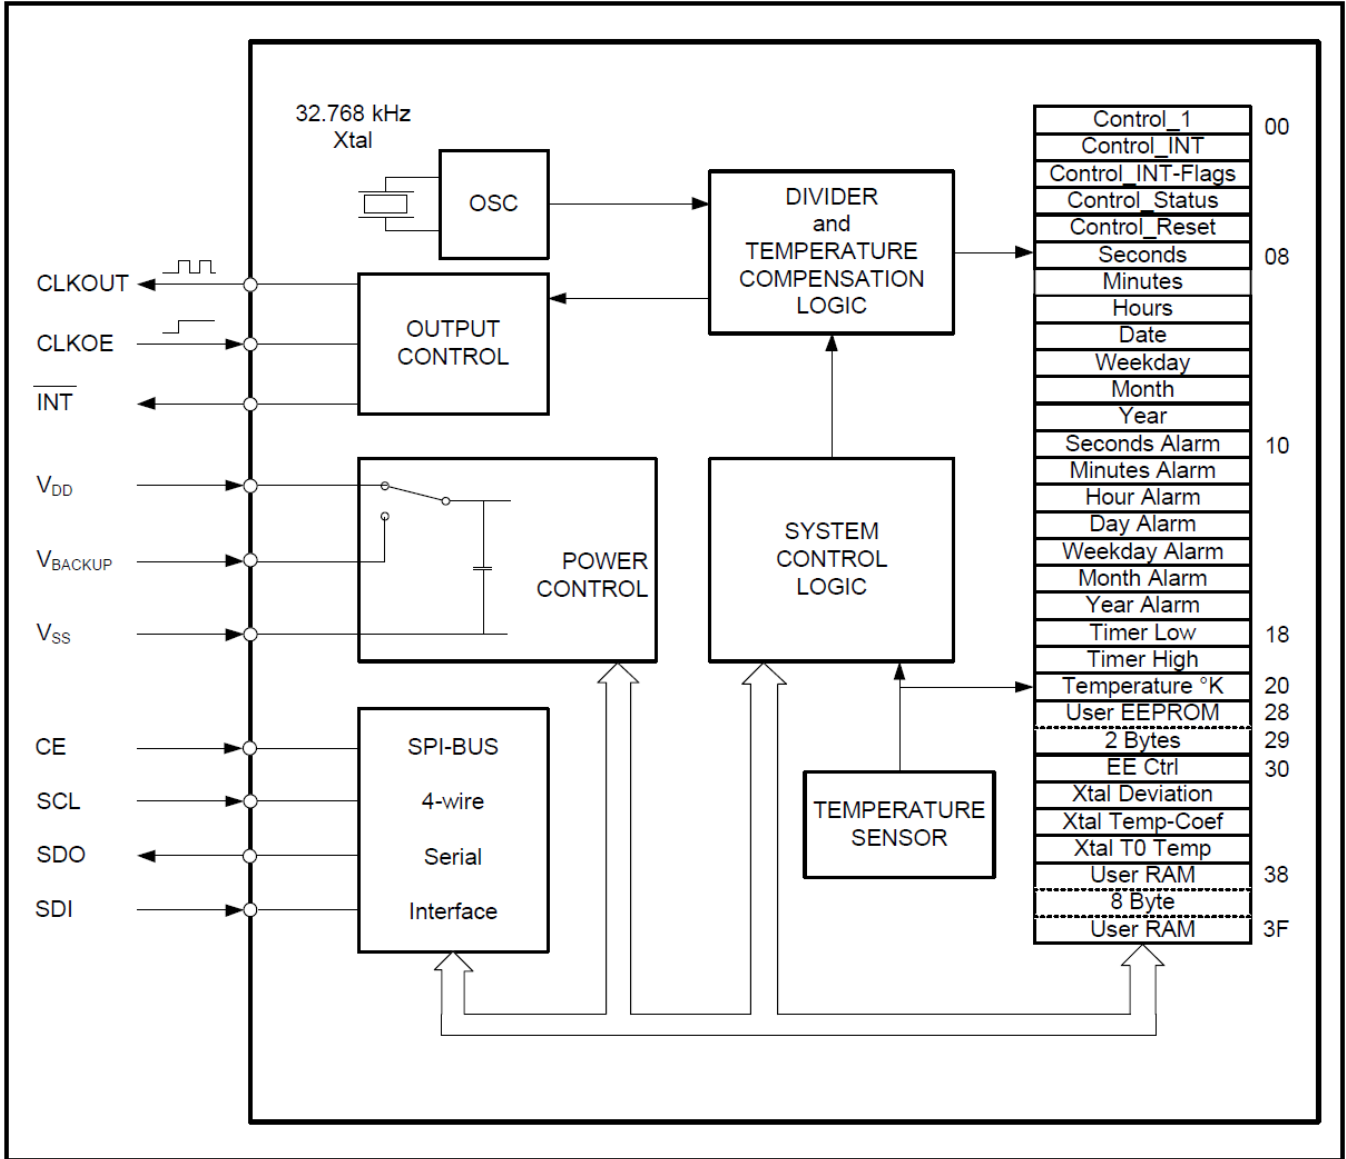 32.768 kHz
Xtal
OSC
DIVIDER
and
TEMPERATURE
COMPENSATION
LOGIC
CLKOUT
CLKOE
INT
OUTPUT
CONTROL
VDD
VBACKUP
VSS
POWER
CONTROL
SYSTEM
CONTROL
LOGIC
CE
SCL
SDO
SDI
SPI-BUS
4-wire
Serial
Interface
TEMPERATURE
SENSOR
Control_1 00
Control_INT
Control_INT-Flags
Control_Status
Control_Reset
Seconds 08
Minutes
Hours
Date
Weekday
Month
Year
Seconds Alarm 10
Minutes Alarm
Hour Alarm
Day Alarm
Weekday Alarm
Month Alarm
Year Alarm
Timer Low 18
Timer High
Temperature °K 20
User EEPROM 28
2 Bytes 29
EE Ctrl 30
Xtal Deviation
Xtal Temp-Coef
Xtal T0 Temp
User RAM 38
8 Byte
User RAM 3F